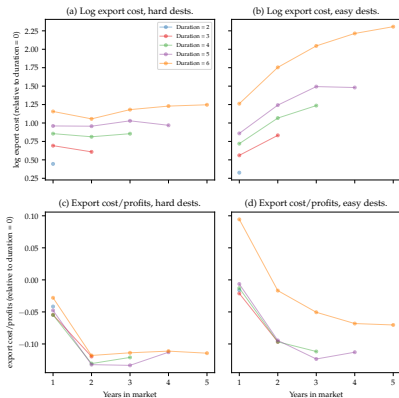 (a) Log export cost, hard dests.
(b) Log export cost, easy dests.
log export cost (relative to duration = 0)
2.25
2.00
1.75
1.50
1.25
1.00
0.75
0.50
0.25
Duration = 2
Duration = 3
Duration = 4
Duration = 5
Duration = 6
(c) Export cost/profits, hard dests.
(d) Export cost/profits, easy dests.
export cost/profits (relative to duration = 0)
0.10
0.05
0.00
−0.05
−0.10
1 2 3 4 5
Years in market
1 2 3 4 5
Years in market